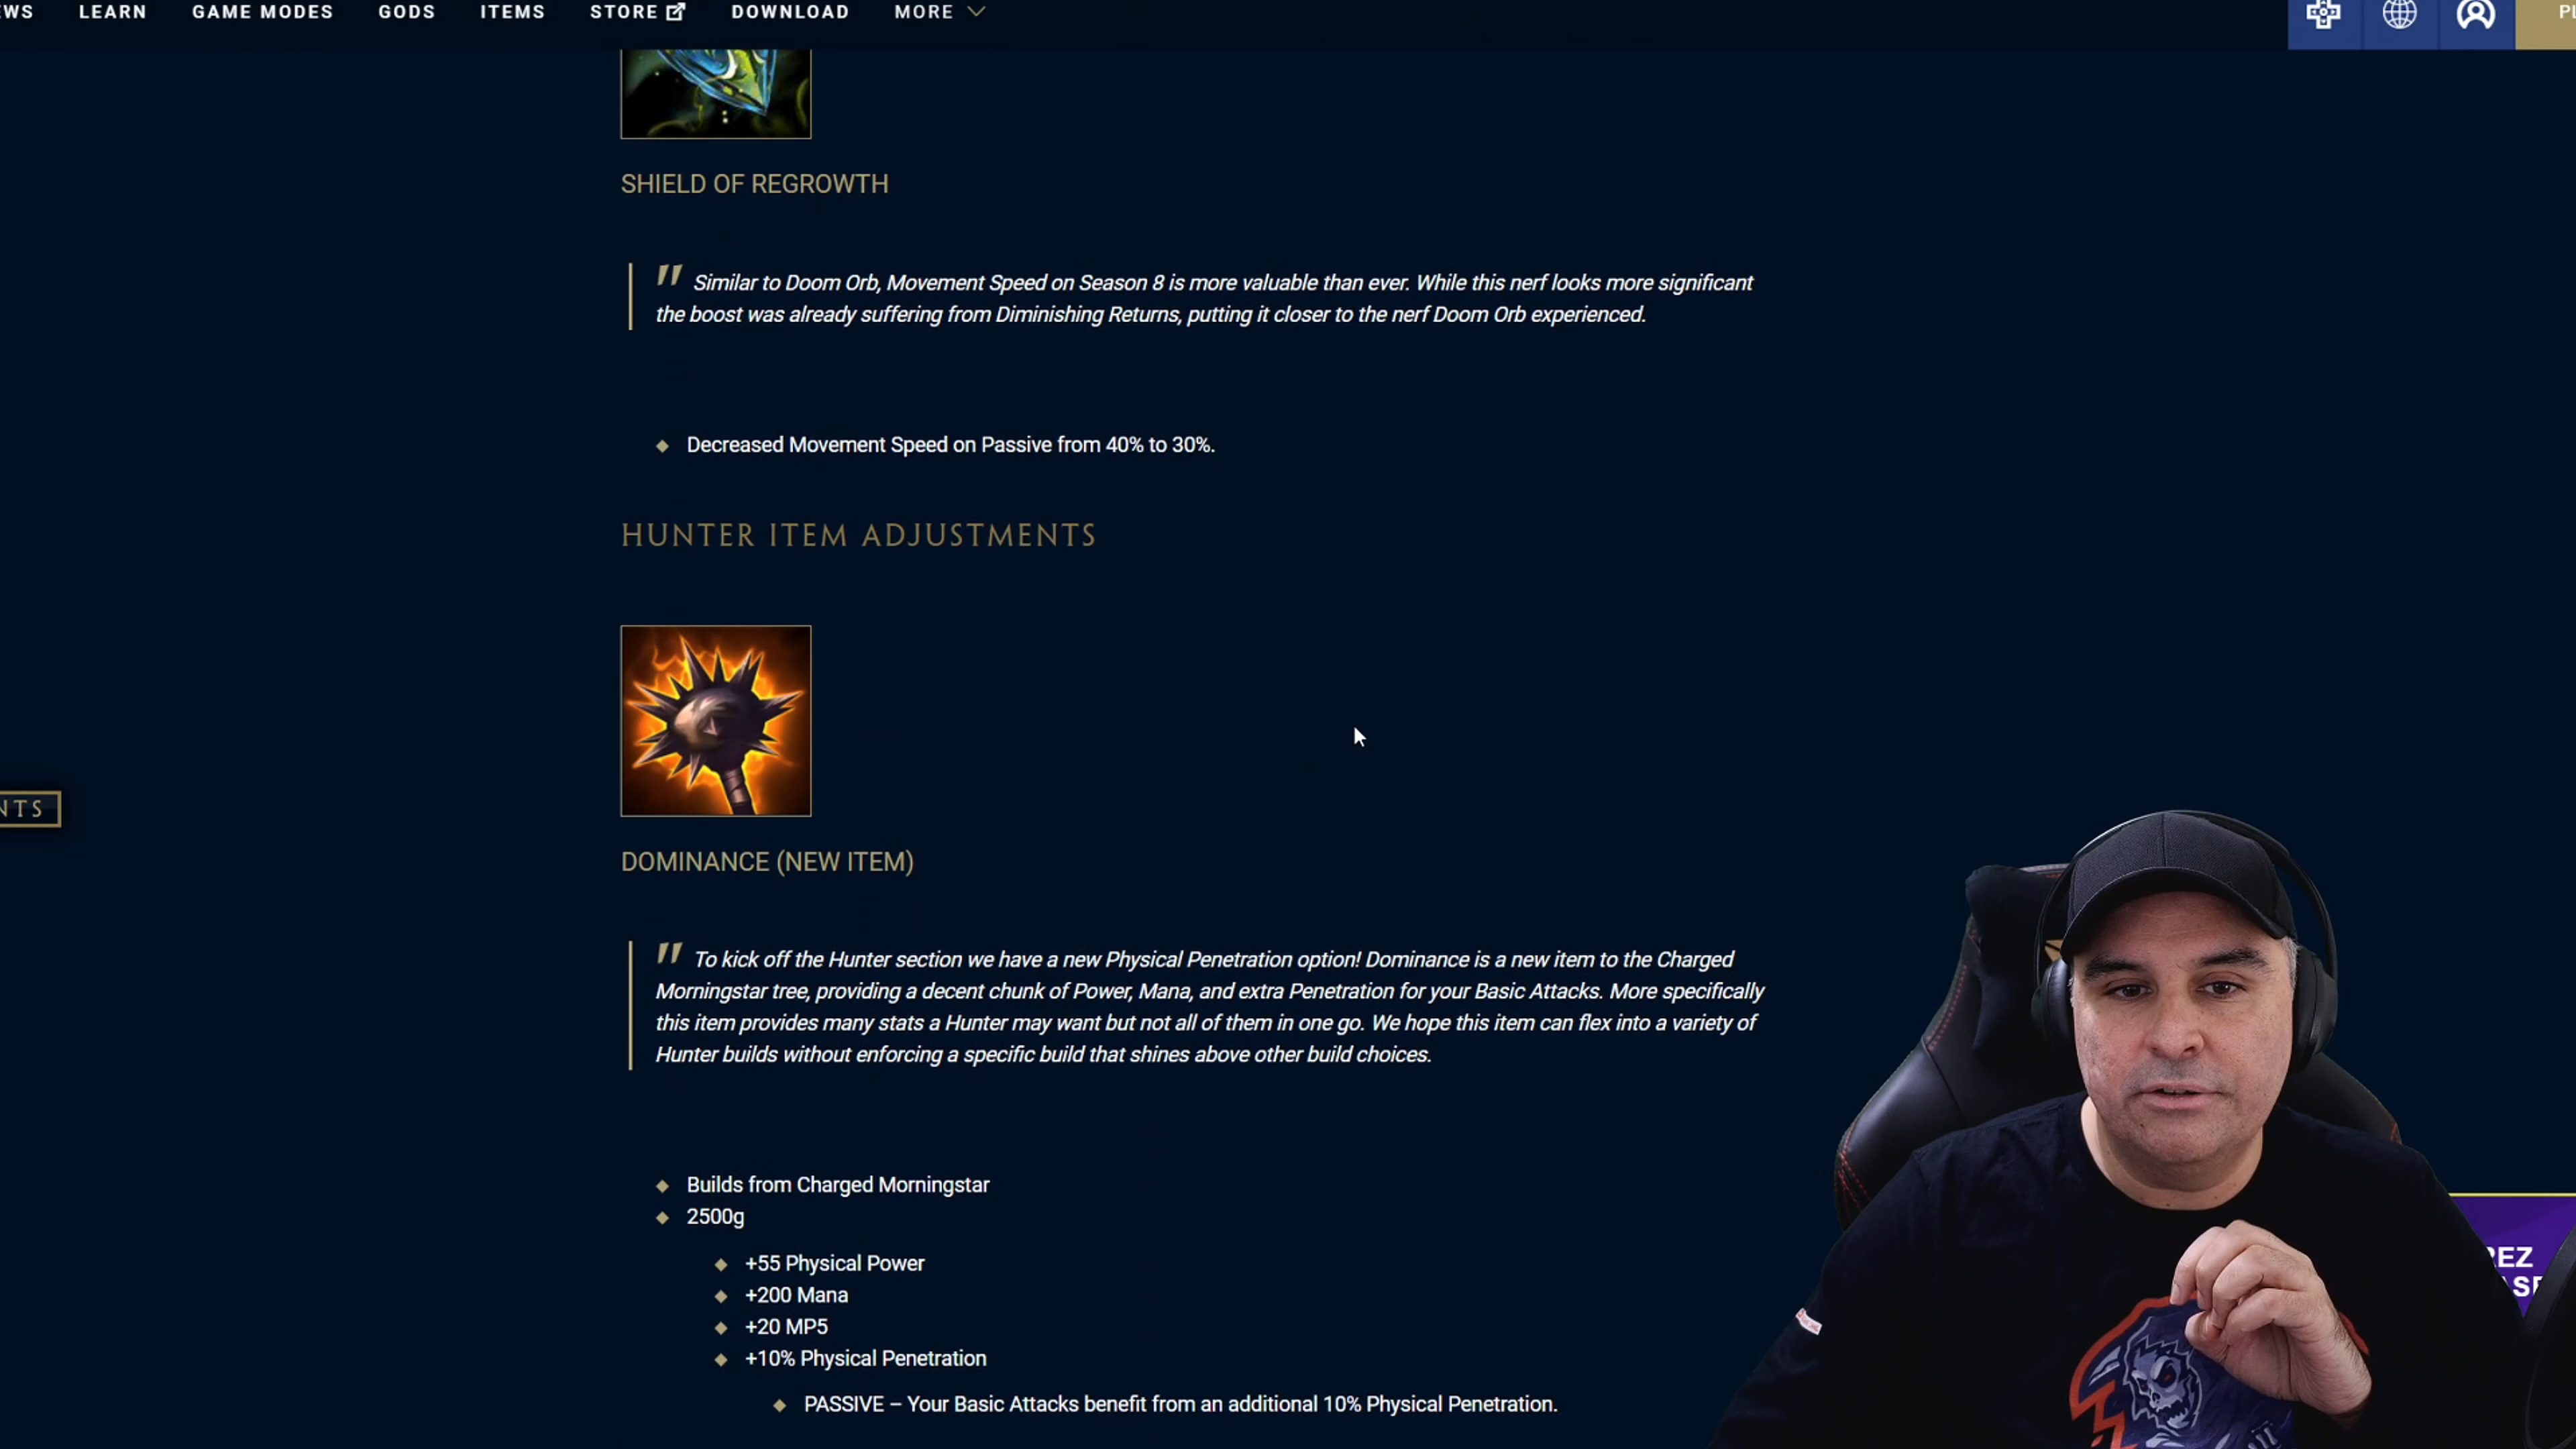 LEARN GAME MODES GODS ITEMS STORE DOWNLOAD MORE
SHIELD OF REGROWTH
" Similar to Doom Orb, Movement Speed on Season 8 is more valuable than ever. While this nerf looks more significant
the boost was already suffering from Diminishing Returns, putting it closer to the nerf Doom Orb experienced.
Decreased Movement Speed on Passive from 40% to 30%.
HUNTER ITEM ADJUSTMENTS
NTS
DOMINANCE (NEW ITEM)
" To kick off the Hunter section we have a new Physical Penetration option! Dominance is a new item to the Charged
Morningstar tree, providing a decent chunk of Power, Mana, and extra Penetration for your Basic Attacks. More specifically
this item provides many stats a Hunter may want but not all of them in one go. We hope this item can flex into a variety of
Hunter builds without enforcing a specific build that shines above other build choices.
Builds from Charged Morningstar
2500g
+55 Physical Power
+200 Mana
+20 MP5
+10% Physical Penetration
PASSIVE – Your Basic Attacks benefit from an additional 10% Physical Penetration.